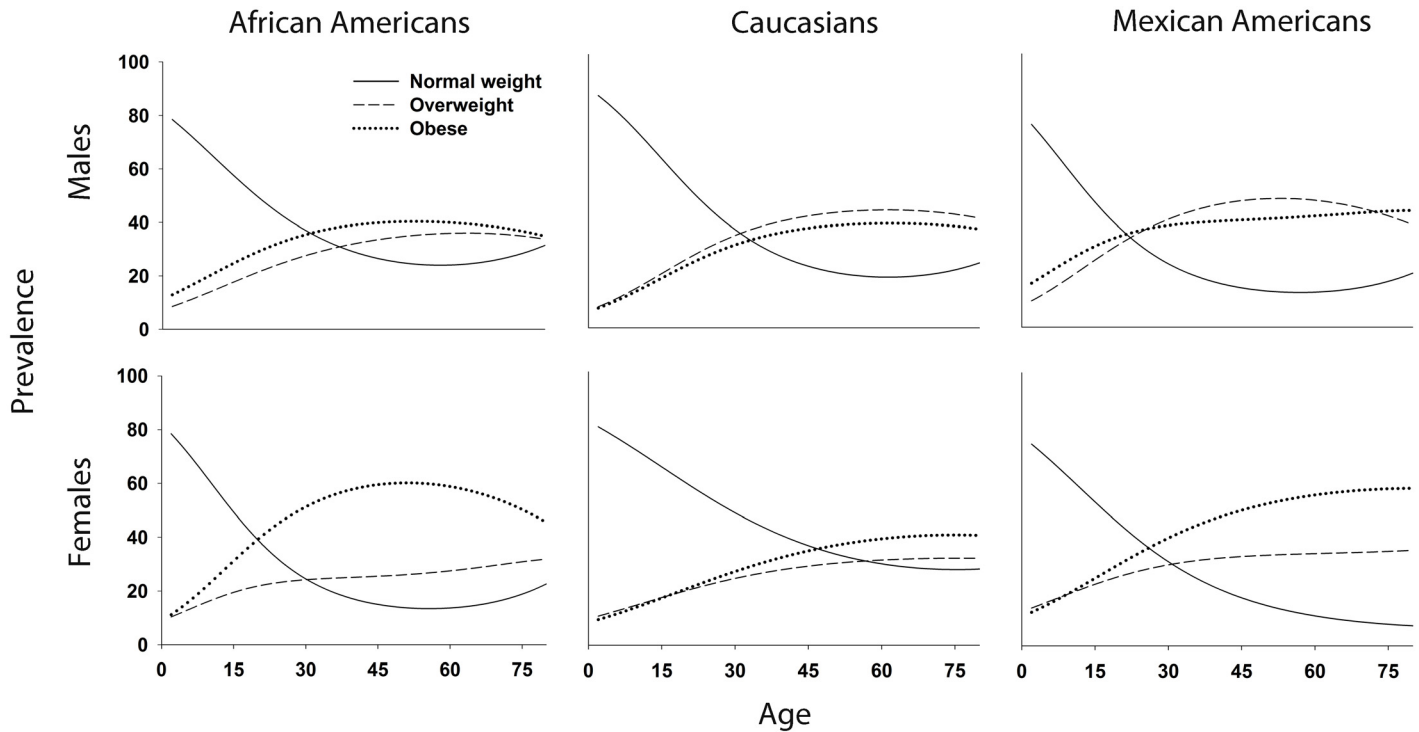 African Americans
Caucasians
Mexican Americans
Prevalence
Males
100
80
60
40
20
0
Normal weight
Overweight
Obese
Females
100
80
60
40
20
0
0 15 30 45 60 75
0 15 30 45 60 75
0 15 30 45 60 75
Age